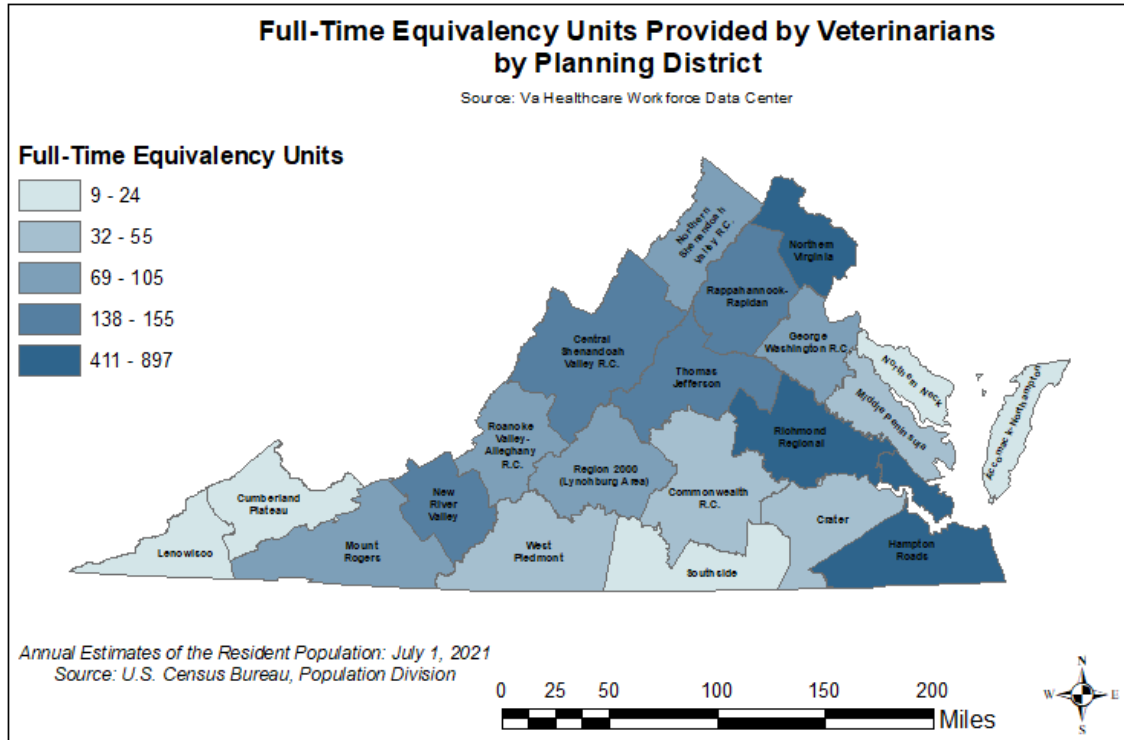 Full-Time Equivalency Units Provided by Veterinarians
by Planning District
Source: Va Healthcare Workforce Data Center
Full-Time Equivalency Units
9 - 24
32 - 55
69 - 105
138 - 155
411 - 897
Northern
Shenandoah
Valley R.C.
Northern
Virginia
Rappahannock-
Rapidan
Central
Shenandoah
Valley R.C.
George
Washington R.C.
Northern Neck
Thomas
Jefferson
Middle Peninsula
Accomack-Northampton
Roanoke
Valley-
Alleghany
R.C.
Richmond
Regional
Region 2000
(Lynchburg Area)
Commonwealth
R.C.
Cumberland
Plateau
New
River
Valley
Crater
Lenowisco
Mount
Rogers
West
Piedmont
Southside
Hampton
Roads
Annual Estimates of the Resident Population: July 1, 2021
Source: U.S. Census Bureau, Population Division
0 25 50 100 150 200
Miles
N
W E
S